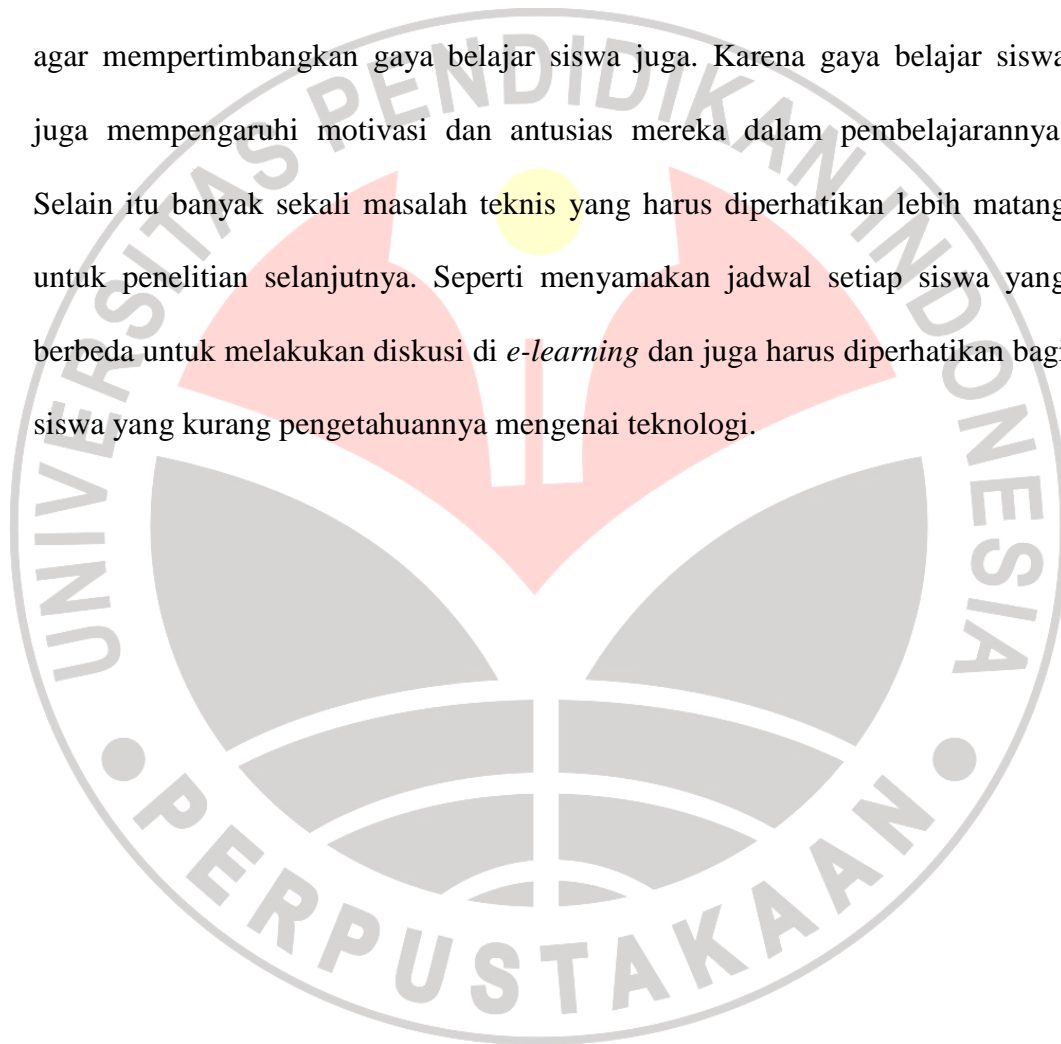 agar mempertimbangkan gaya belajar siswa juga. Karena gaya belajar siswa
juga mempengaruhi motivasi dan antusias mereka dalam pembelajarannya
Selain itu banyak sekali masalah teknis yang harus diperhatikan lebih matang
untuk penelitian selanjutnya. Seperti menyamakan jadwal setiap siswa yang
berbeda untuk melakukan diskusi di e-learning dan juga harus diperhatikan bagi
siswa yang kurang pengetahuannya mengenai teknologi.
UNIVERSITAS PENDIDIKAN INDONESIA
PERPUSTAKAAN